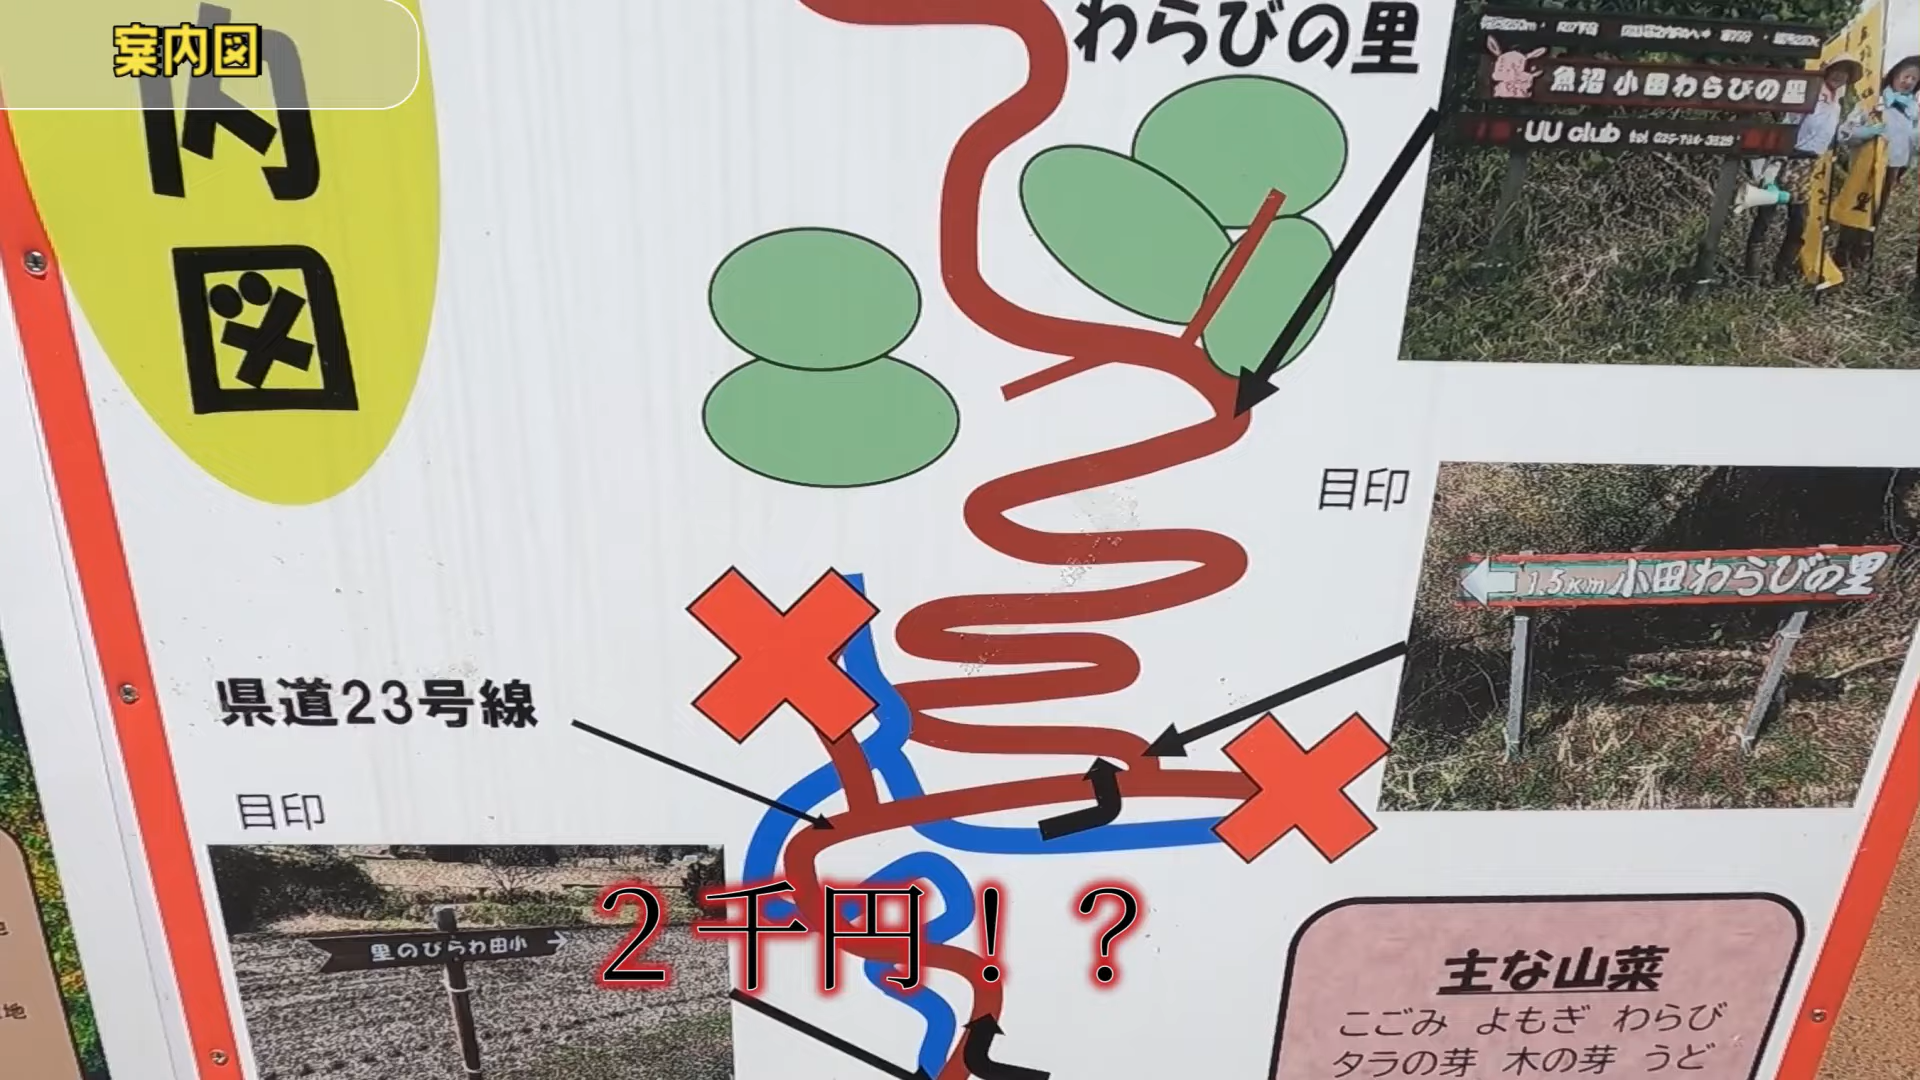 案内図
内
図
わらびの里
魚沼 小田わらびの里
UU club
目印
1.5km 小田わらびの里
県道23号線
目印
里のびらわ田小
2千円！？
主な山菜
こごみ よもぎ わらび
タラの芽 木の芽 うど
地